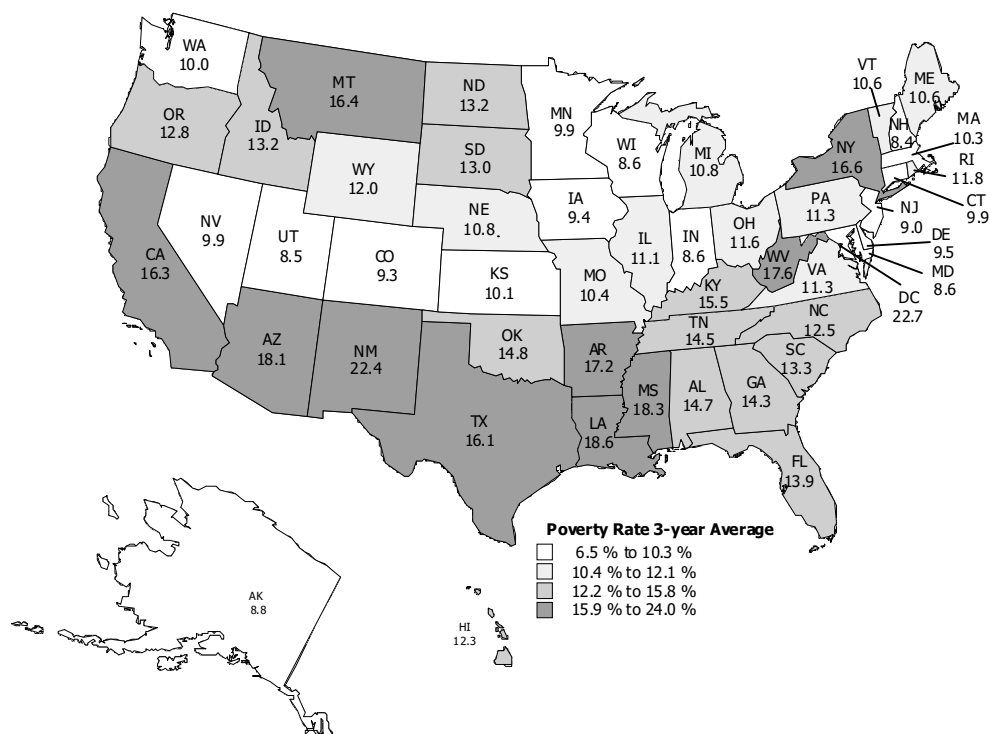 WA
10.0
MT
16.4
ND
13.2
MN
9.9
VT
10.6
ME
10.6
OR
12.8
ID
13.2
SD
13.0
WI
8.6
MI
10.8
NY
16.6
NH
8.4
MA
10.3
RI
11.8
CT
9.9
WY
12.0
NE
10.8.
IA
9.4
PA
11.3
NJ
9.0
DE
9.5
MD
8.6
DC
22.7
CA
16.3
NV
9.9
UT
8.5
CO
9.3
KS
10.1
MO
10.4
IL
11.1
IN
8.6
OH
11.6
WV
17.6
VA
11.3
KY
15.5
TN
14.5
NC
12.5
SC
13.3
AZ
18.1
NM
22.4
OK
14.8
AR
17.2
MS
18.3
AL
14.7
GA
14.3
TX
16.1
LA
18.6
FL
13.9
AK
8.8
HI
12.3
Poverty Rate 3-year Average
6.5 % to 10.3 %
10.4 % to 12.1 %
12.2 % to 15.8 %
15.9 % to 24.0 %